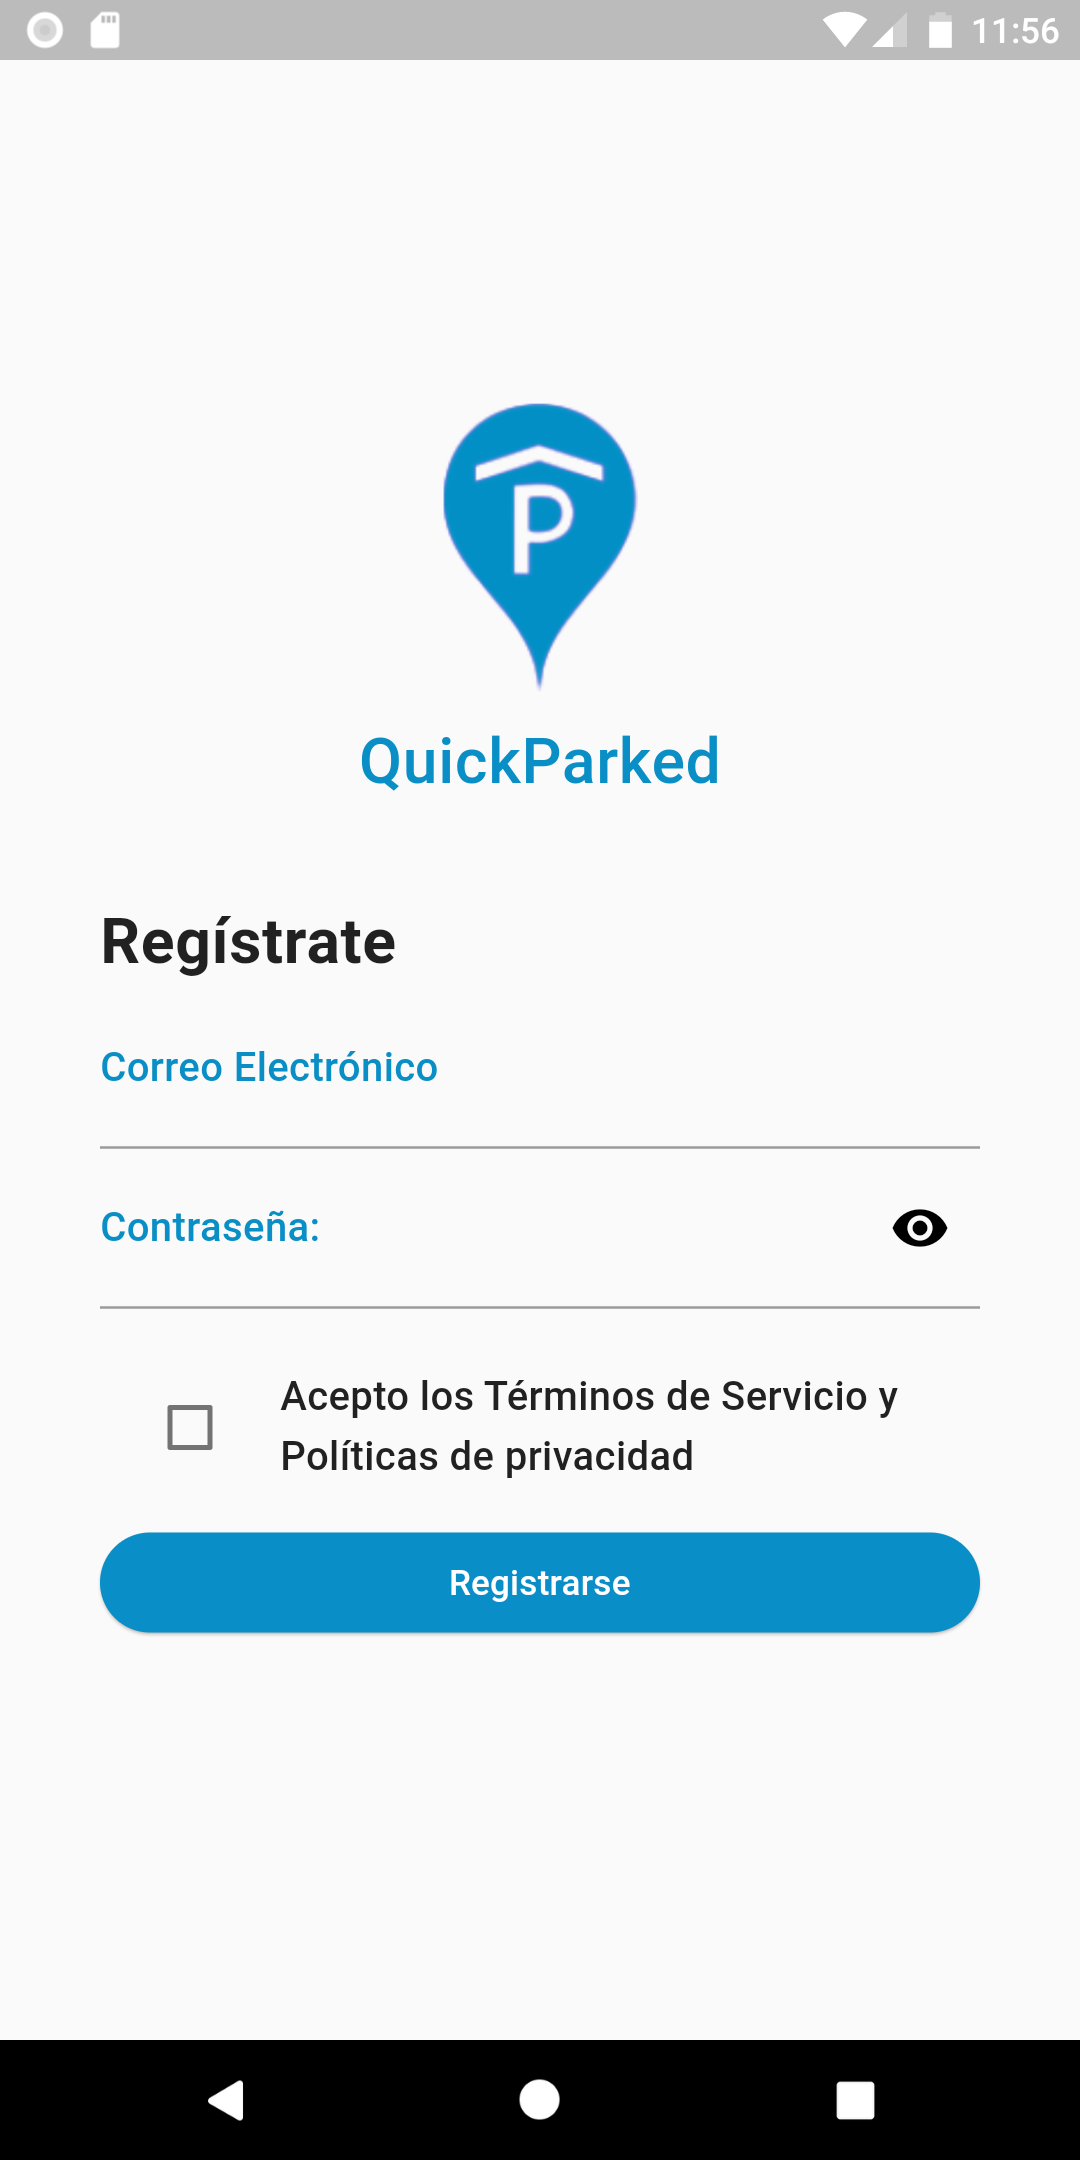 11:56
P
QuickParked
Regístrate
Correo Electrónico
Contraseña:
Acepto los Términos de Servicio y
Políticas de privacidad
Registrarse